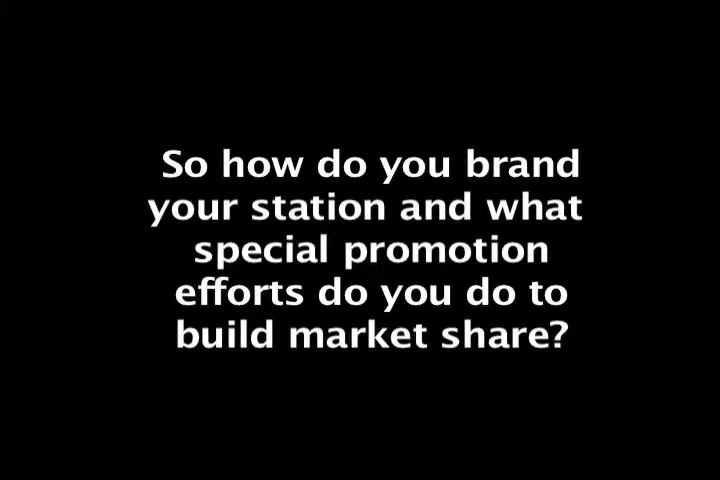 So how do you brand
your station and what
special promotion
efforts do you do to
build market share?